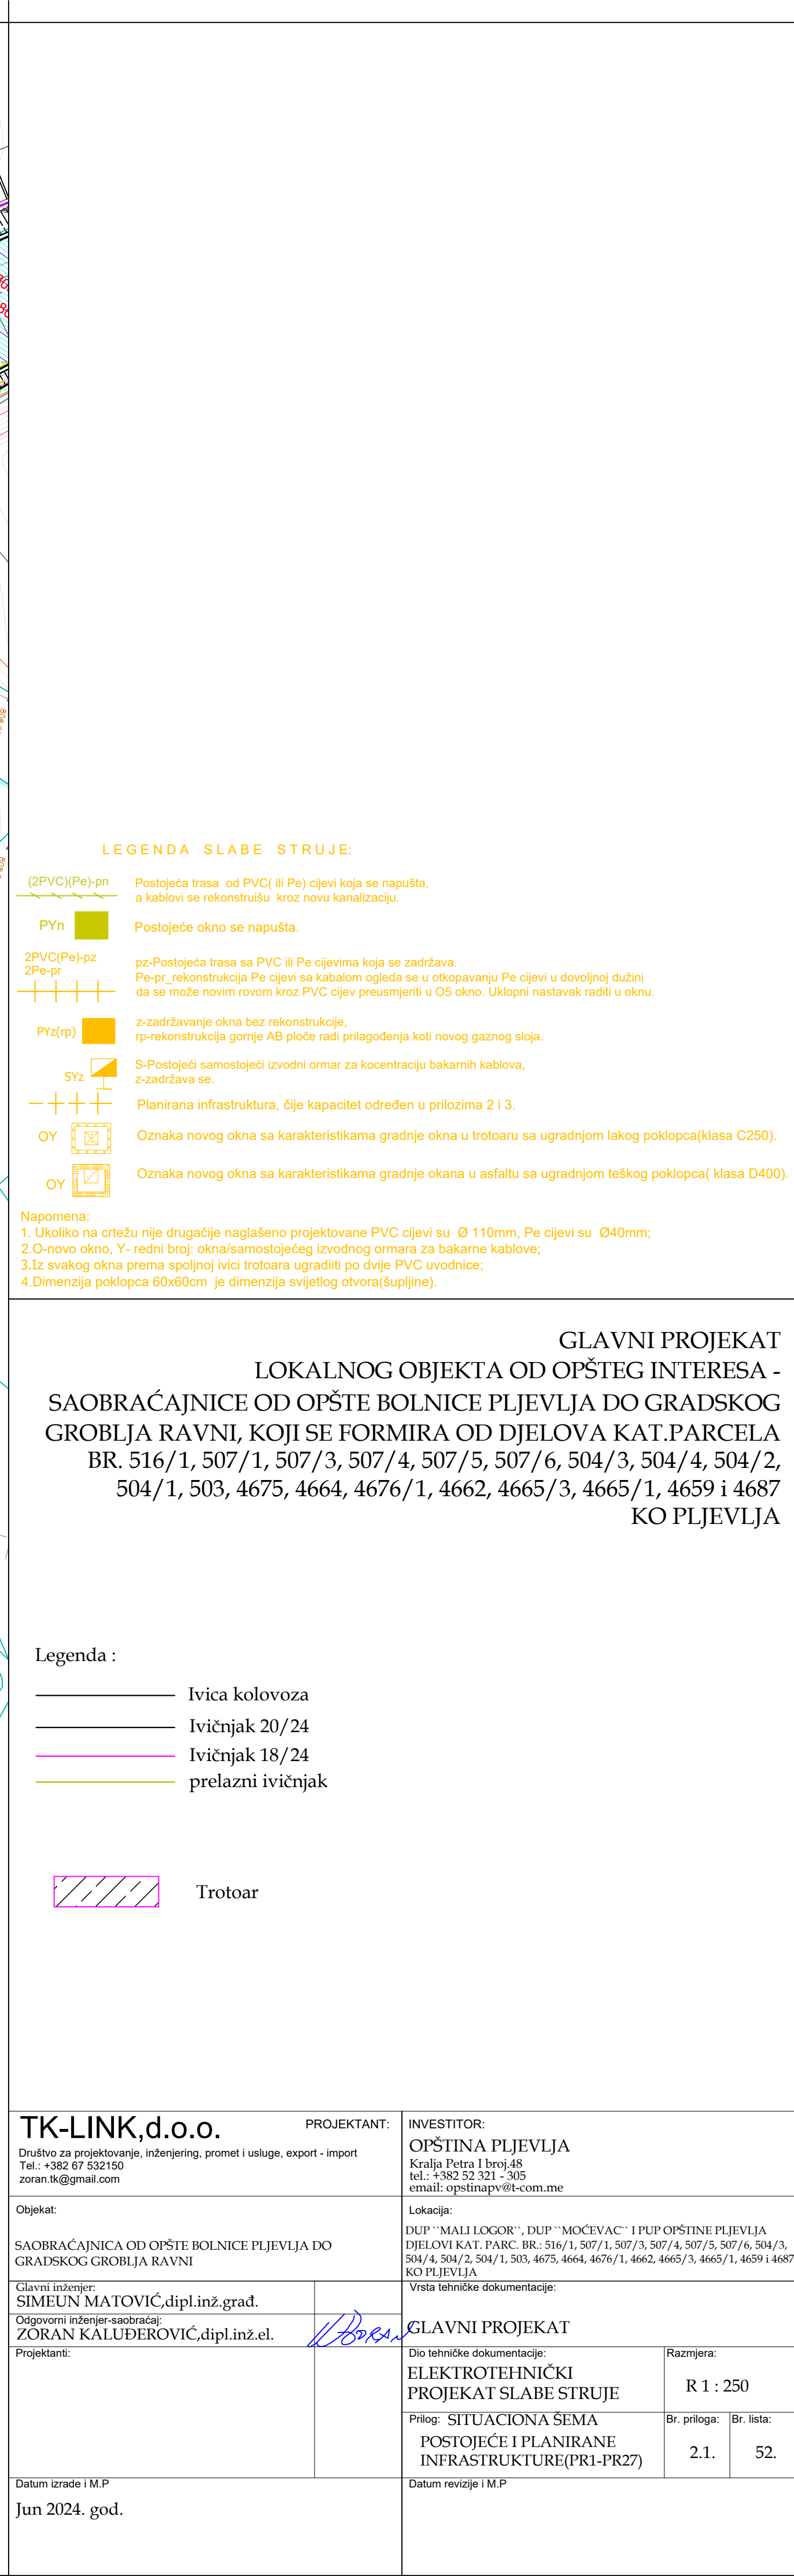 L E G E N D A   S L A B E   S T R U J E:
(2PVC)(Pe)-pn
Postojeća trasa od PVC( ili Pe) cijevi koja se napušta,
a kablovi se rekonstruišu kroz novu kanalizaciju.
PYn
Postojeće okno se napušta.
2PVC(Pe)-pz
2Pe-pr
pz-Postojeća trasa sa PVC ili Pe cijevima koja se zadržava.
Pe-pr_rekonstrukcija Pe cijevi sa kabalom ogleda se u otkopavanju Pe cijevi u dovoljnoj dužini
da se može novim rovom kroz PVC cijev preusmjeriti u O5 okno. Uklopni nastavak raditi u oknu.
PYz(rp)
z-zadržavanje okna bez rekonstrukcije,
rp-rekonstrukcija gornje AB ploče radi prilagođenja koti novog gaznog sloja.
SYz
S-Postojeći samostojeći izvodni ormar za kocentraciju bakarnih kablova,
z-zadržava se.
Planirana infrastruktura, čije kapacitet određen u prilozima 2 i 3.
OY
Oznaka novog okna sa karakteristikama gradnje okna u trotoaru sa ugradnjom lakog poklopca(klasa C250).
OY
Oznaka novog okna sa karakteristikama gradnje okana u asfaltu sa ugradnjom teškog poklopca( klasa D400).
Napomena:
1. Ukoliko na crtežu nije drugačije naglašeno projektovane PVC cijevi su Ø 110mm, Pe cijevi su Ø40mm;
2.O-novo okno, Y- redni broj: okna/samostojećeg izvodnog ormara za bakarne kablove;
3.Iz svakog okna prema spoljnoj ivici trotoara ugradiiti po dvije PVC uvodnice;
4.Dimenzija poklopca 60x60cm je dimenzija svijetlog otvora(šupljine).
GLAVNI PROJEKAT
LOKALNOG OBJEKTA OD OPŠTEG INTERESA -
SAOBRAĆAJNICE OD OPŠTE BOLNICE PLJEVLJA DO GRADSKOG
GROBLJA RAVNI, KOJI SE FORMIRA OD DJELOVA KAT.PARCELA
BR. 516/1, 507/1, 507/3, 507/4, 507/5, 507/6, 504/3, 504/4, 504/2,
504/1, 503, 4675, 4664, 4676/1, 4662, 4665/3, 4665/1, 4659 i 4687
KO PLJEVLJA
Legenda :
Ivica kolovoza
Ivičnjak 20/24
Ivičnjak 18/24
prelazni ivičnjak
Trotoar
TK-LINK,d.o.o.
PROJEKTANT:
Društvo za projektovanje, inženjering, promet i usluge, export - import
Tel.: +382 67 532150
zoran.tk@gmail.com
INVESTITOR:
OPŠTINA PLJEVLJA
Kralja Petra I broj.48
tel.: +382 52 321 - 305
email: opstinapv@t-com.me
Objekat:
SAOBRAĆAJNICA OD OPŠTE BOLNICE PLJEVLJA DO
GRADSKOG GROBLJA RAVNI
Lokacija:
DUP ``MALI LOGOR``, DUP ``MOĆEVAC`` I PUP OPŠTINE PLJEVLJA
DJELOVI KAT. PARC. BR.: 516/1, 507/1, 507/3, 507/4, 507/5, 507/6, 504/3,
504/4, 504/2, 504/1, 503, 4675, 4664, 4676/1, 4662, 4665/3, 4665/1, 4659 i 4687
KO PLJEVLJA
Glavni inženjer:
SIMEUN MATOVIĆ,dipl.inž.građ.
Odgovorni inženjer-saobraćaj:
ZORAN KALUĐEROVIĆ,dipl.inž.el.
Projektanti:
Vrsta tehničke dokumentacije:
GLAVNI PROJEKAT
Dio tehničke dokumentacije:
ELEKTROTEHNIČKI
PROJEKAT SLABE STRUJE
Razmjera:
R 1 : 250
Prilog: SITUACIONA ŠEMA
POSTOJEĆE I PLANIRANE
INFRASTRUKTURE(PR1-PR27)
Br. priloga:
2.1.
Br. lista:
52.
Datum izrade i M.P
Jun 2024. god.
Datum revizije i M.P